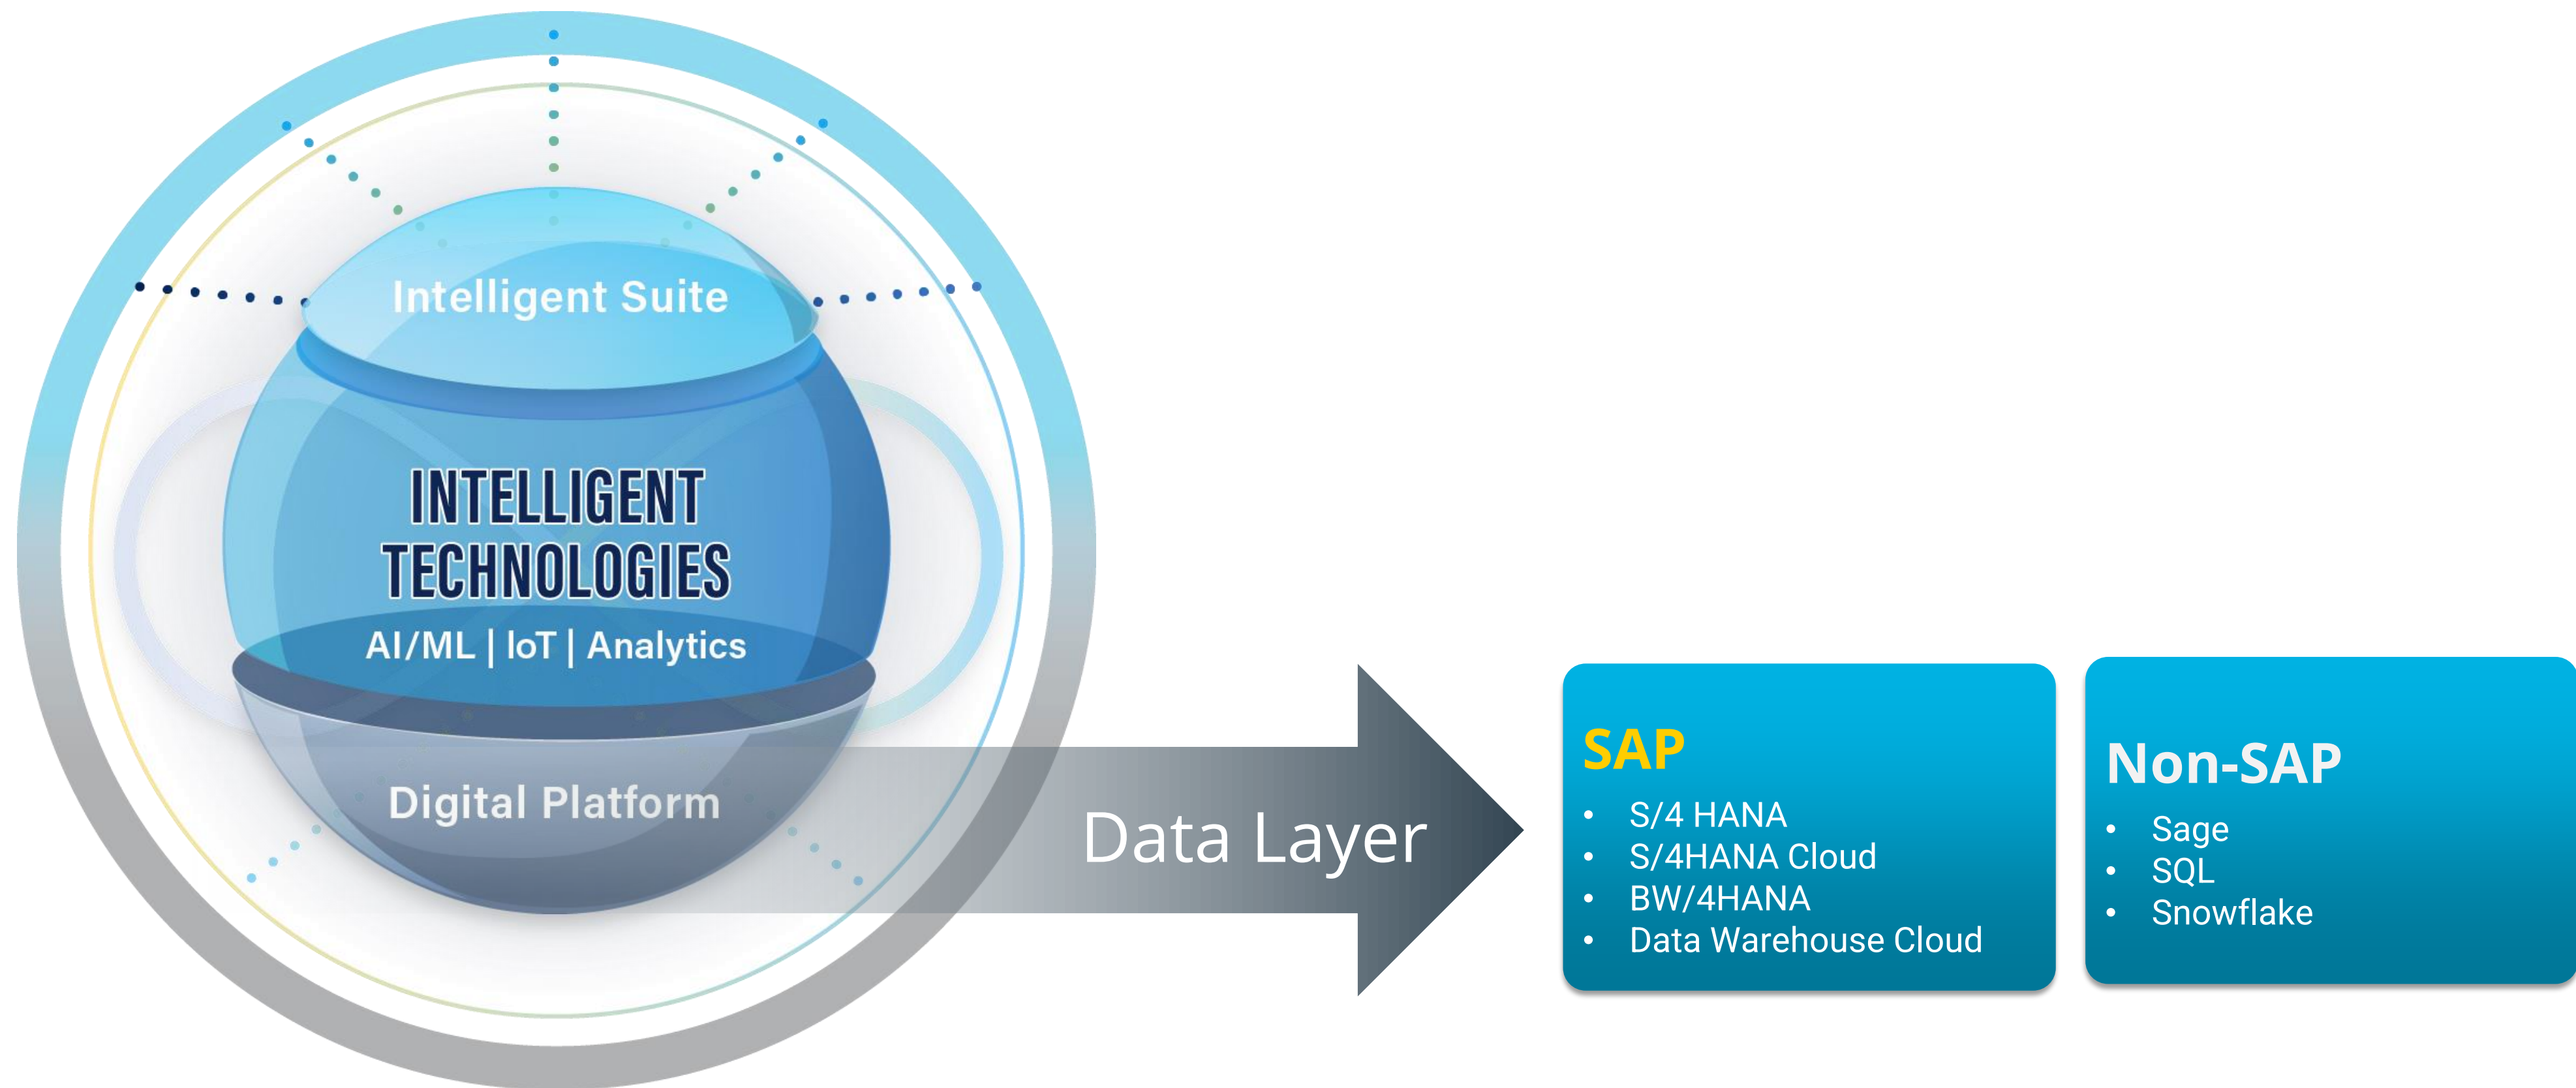 Intelligent Suite
INTELLIGENT
TECHNOLOGIES
AI/ML | IoT | Analytics
Digital Platform
Data Layer
SAP
• S/4 HANA
• S/4HANA Cloud
• BW/4HANA
• Data Warehouse Cloud
Non-SAP
• Sage
• SQL
• Snowflake